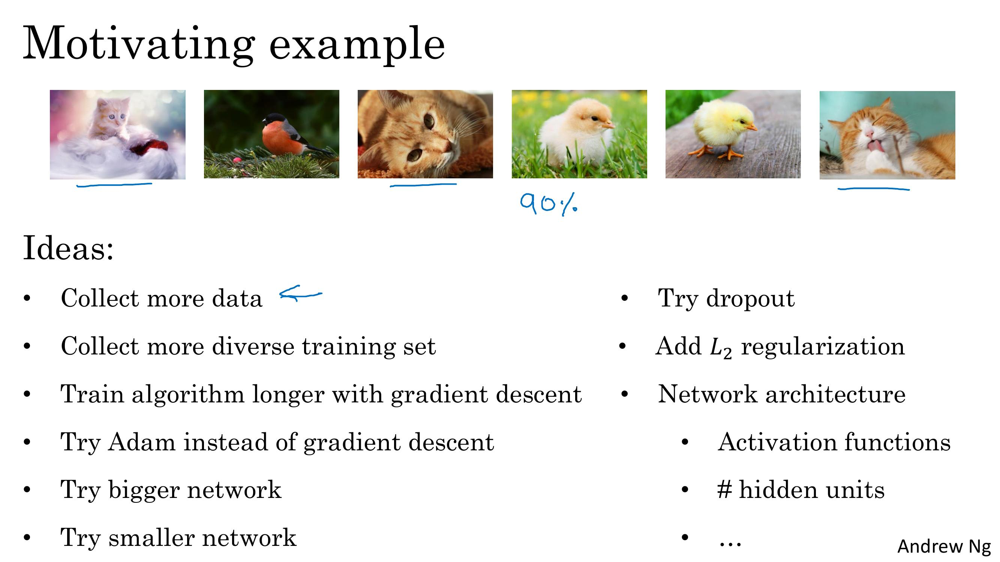 Motivating example
90%
Ideas:
• Collect more data
• Collect more diverse training set
• Train algorithm longer with gradient descent
• Try Adam instead of gradient descent
• Try bigger network
• Try smaller network
• Try dropout
• Add L₂ regularization
• Network architecture
• Activation functions
• # hidden units
• …
Andrew Ng